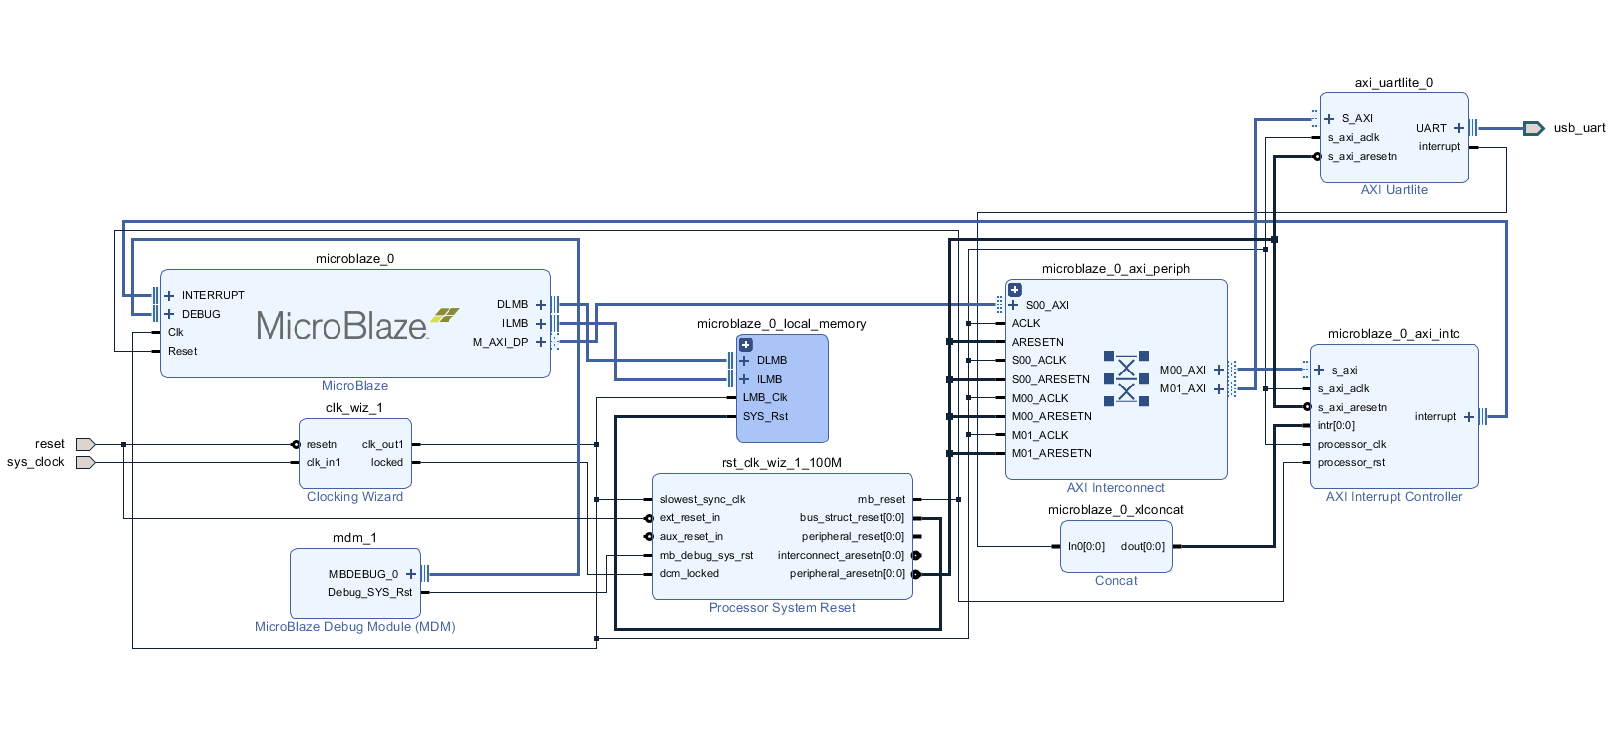 axi_uartlite_0
S_AXI
s_axi_aclk
s_axi_aresetn
UART
interrupt
AXI Uartlite
usb_uart
microblaze_0
INTERRUPT
DEBUG
Clk
Reset
MicroBlaze
DLMB
ILMB
M_AXI_DP
MicroBlaze
microblaze_0_local_memory
DLMB
ILMB
LMB_Clk
SYS_Rst
microblaze_0_axi_periph
S00_AXI
ACLK
ARESETN
S00_ACLK
S00_ARESETN
M00_ACLK
M00_ARESETN
M01_ACLK
M01_ARESETN
M00_AXI
M01_AXI
AXI Interconnect
microblaze_0_axi_intc
s_axi
s_axi_aclk
s_axi_aresetn
intr[0:0]
processor_clk
processor_rst
interrupt
AXI Interrupt Controller
reset
sys_clock
clk_wiz_1
resetn
clk_in1
clk_out1
locked
Clocking Wizard
rst_clk_wiz_1_100M
slowest_sync_clk
ext_reset_in
aux_reset_in
mb_debug_sys_rst
dcm_locked
mb_reset
bus_struct_reset[0:0]
peripheral_reset[0:0]
interconnect_aresetn[0:0]
peripheral_aresetn[0:0]
Processor System Reset
microblaze_0_xlconcat
In0[0:0]
dout[0:0]
Concat
mdm_1
MBDEBUG_0
Debug_SYS_Rst
MicroBlaze Debug Module (MDM)